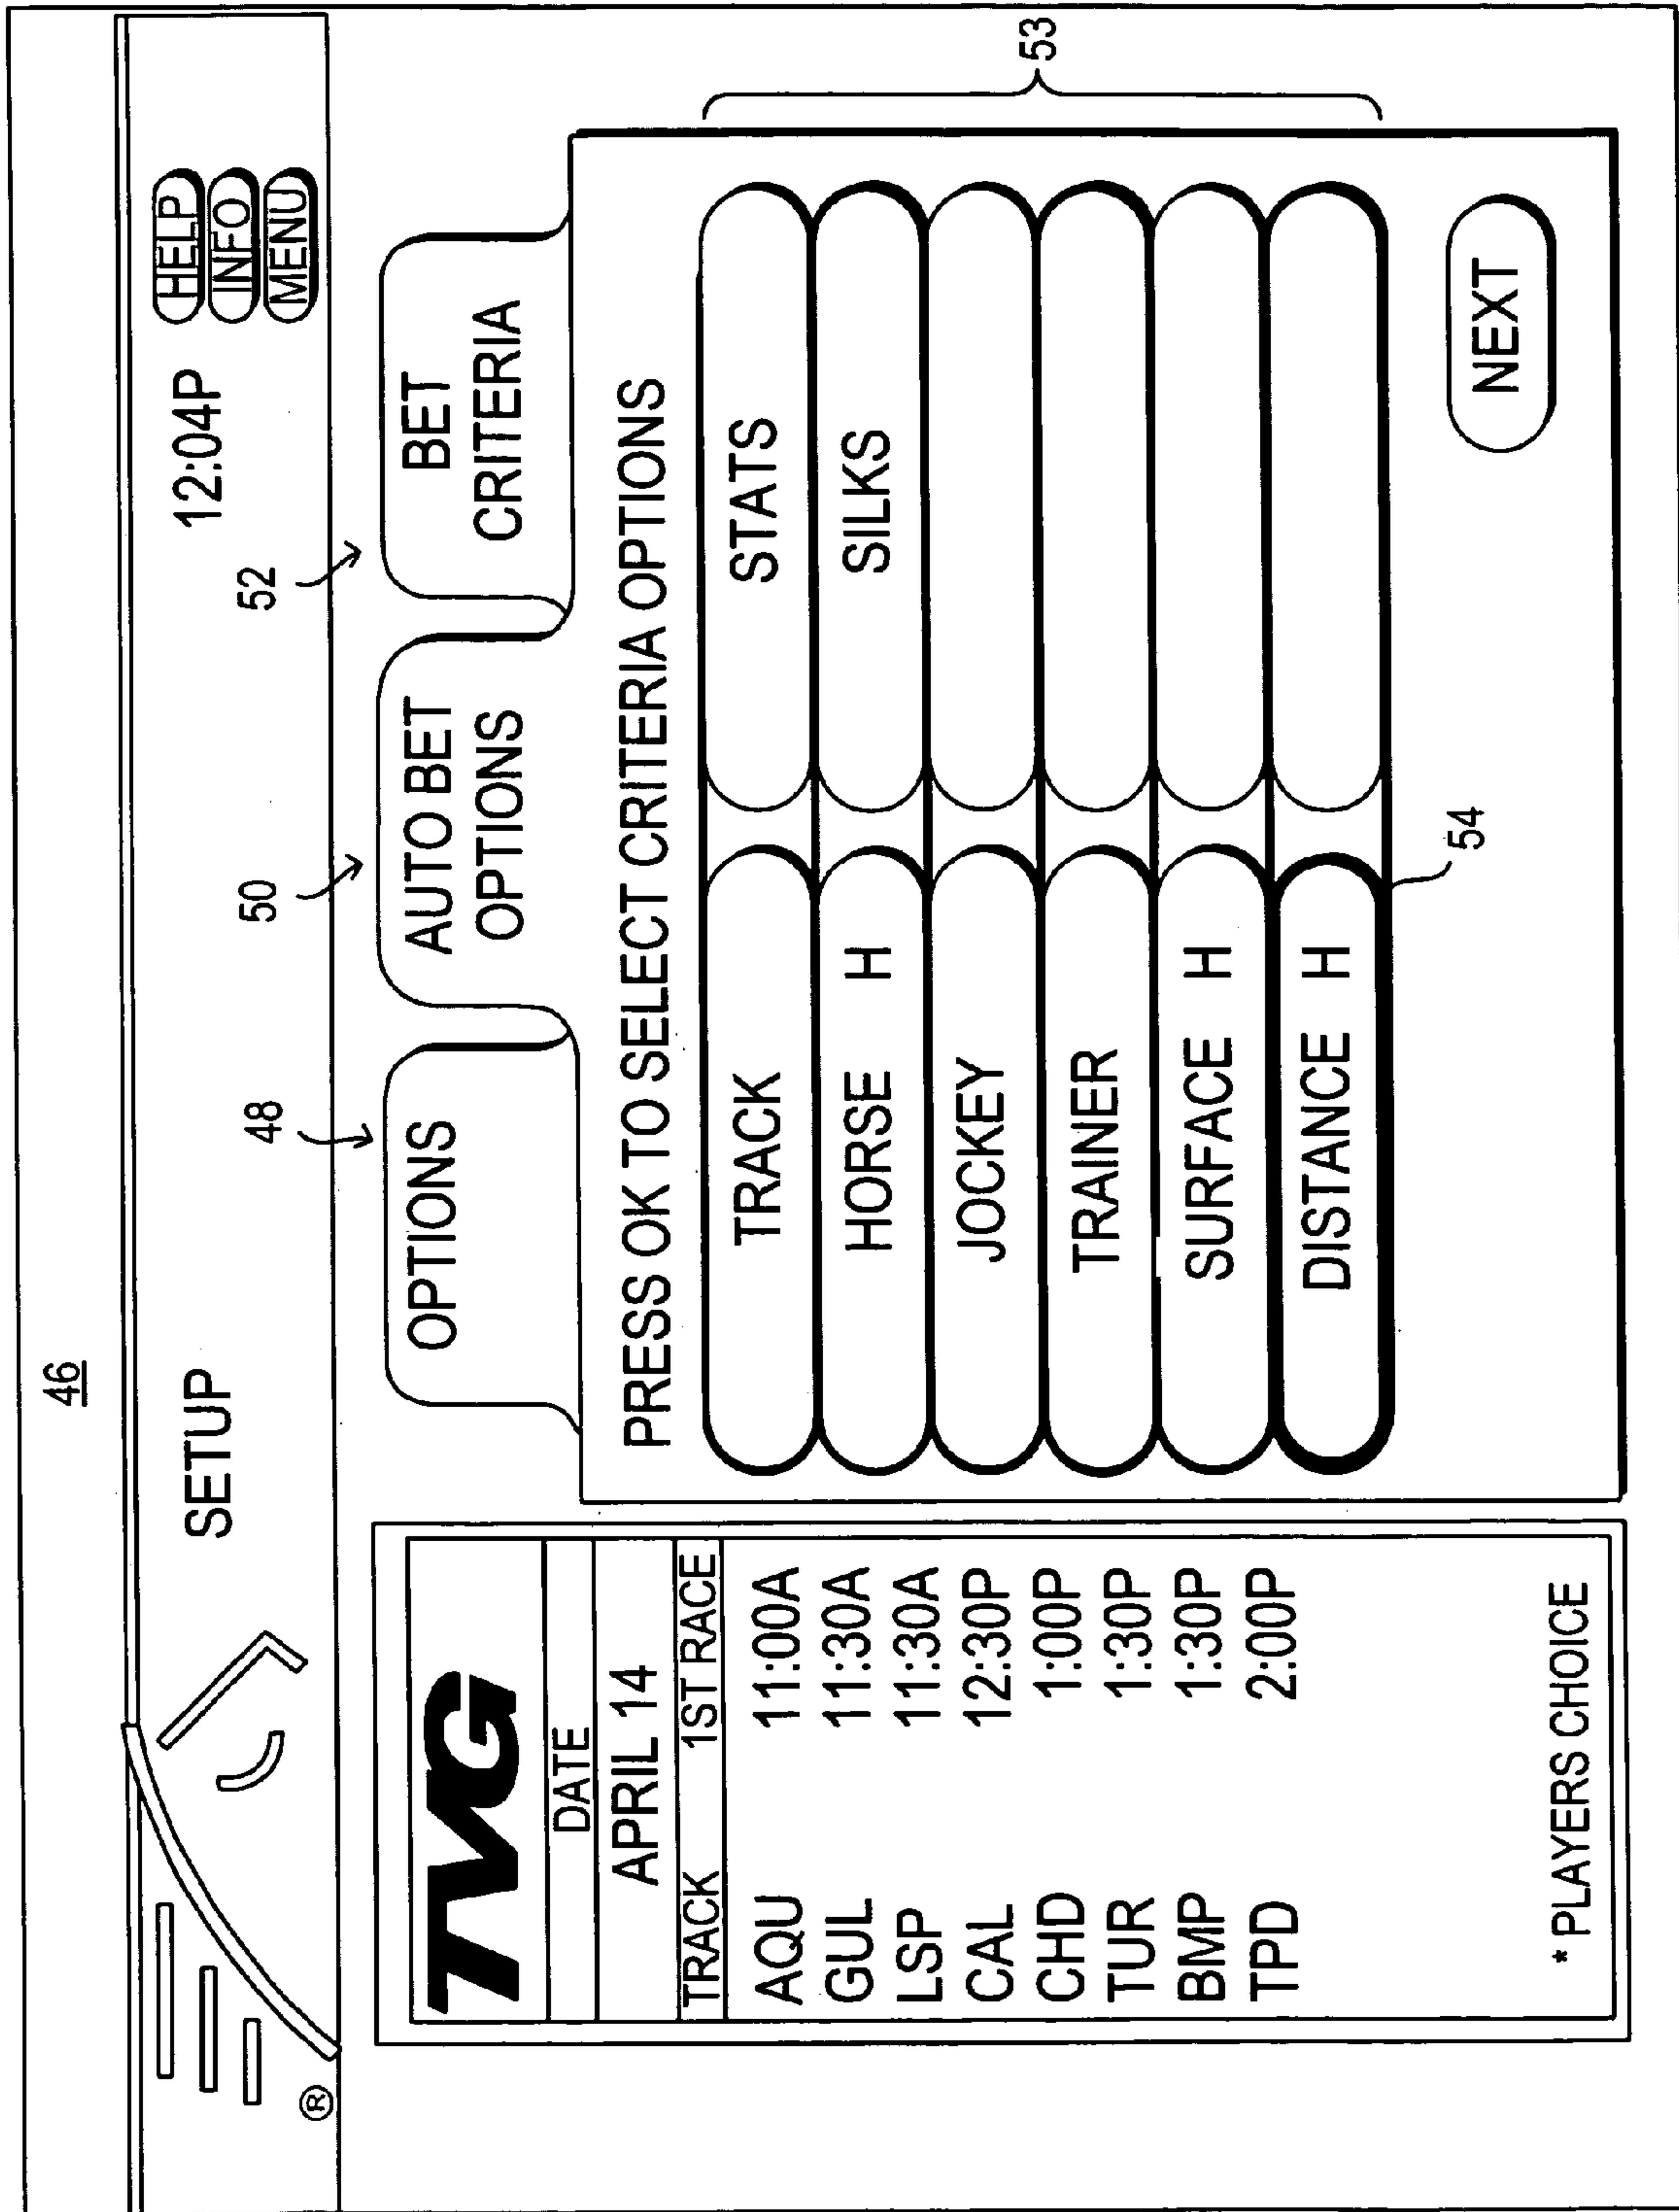 46
SETUP
12:04P
HELP
INFO
MENU
®
48
50
52
OPTIONS
AUTO BET
OPTIONS
BET
CRITERIA
TVG
DATE
APRIL 14
TRACK 1ST RACE
AQU 11:00A
GUL 11:30A
LSP 11:30A
CAL 12:30P
CHD 1:00P
TUR 1:30P
BMP 1:30P
TPD 2:00P
* PLAYERS CHOICE
PRESS OK TO SELECT CRITERIA OPTIONS
TRACK STATS
HORSE H SILKS
JOCKEY
TRAINER
SURFACE H
DISTANCE H
53
54
NEXT